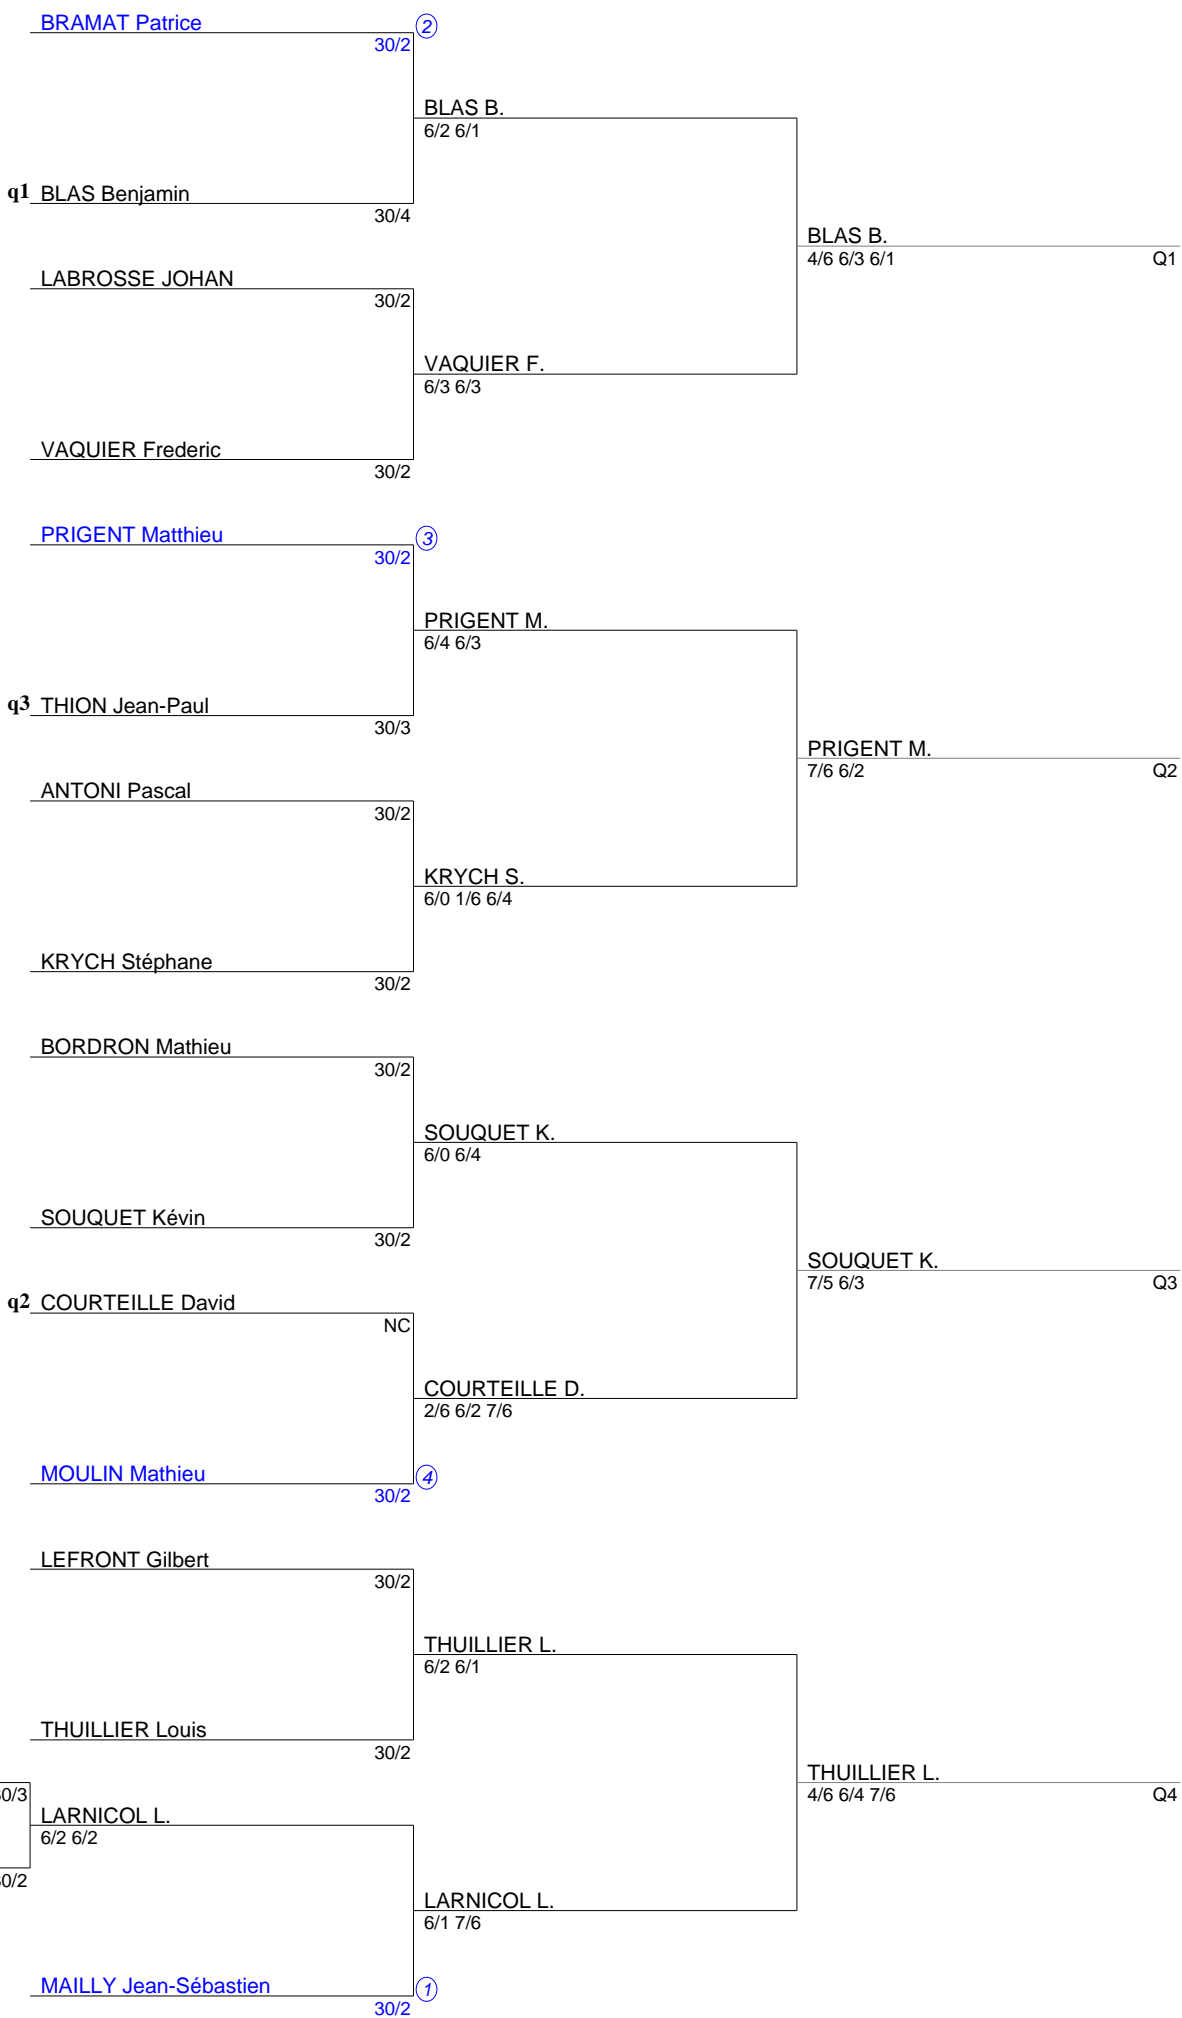 BRAMAT Patrice
2
30/2
BLAS B.
6/2 6/1
q1 BLAS Benjamin
30/4
BLAS B.
4/6 6/3 6/1
Q1
LABROSSE JOHAN
30/2
VAQUIER F.
6/3 6/3
VAQUIER Frederic
30/2
PRIGENT Matthieu
3
30/2
PRIGENT M.
6/4 6/3
q3 THION Jean-Paul
30/3
PRIGENT M.
7/6 6/2
Q2
ANTONI Pascal
30/2
KRYCH S.
6/0 1/6 6/4
KRYCH Stéphane
30/2
BORDRON Mathieu
30/2
SOUQUET K.
6/0 6/4
SOUQUET Kévin
30/2
SOUQUET K.
7/5 6/3
Q3
q2 COURTEILLE David
NC
COURTEILLE D.
2/6 6/2 7/6
MOULIN Mathieu
4
30/2
LEFRONT Gilbert
30/2
THUILLIER L.
6/2 6/1
THUILLIER Louis
30/2
THUILLIER L.
4/6 6/4 7/6
Q4
0/3
LARNICOL L.
6/2 6/2
0/2
LARNICOL L.
6/1 7/6
MAILLY Jean-Sébastien
1
30/2